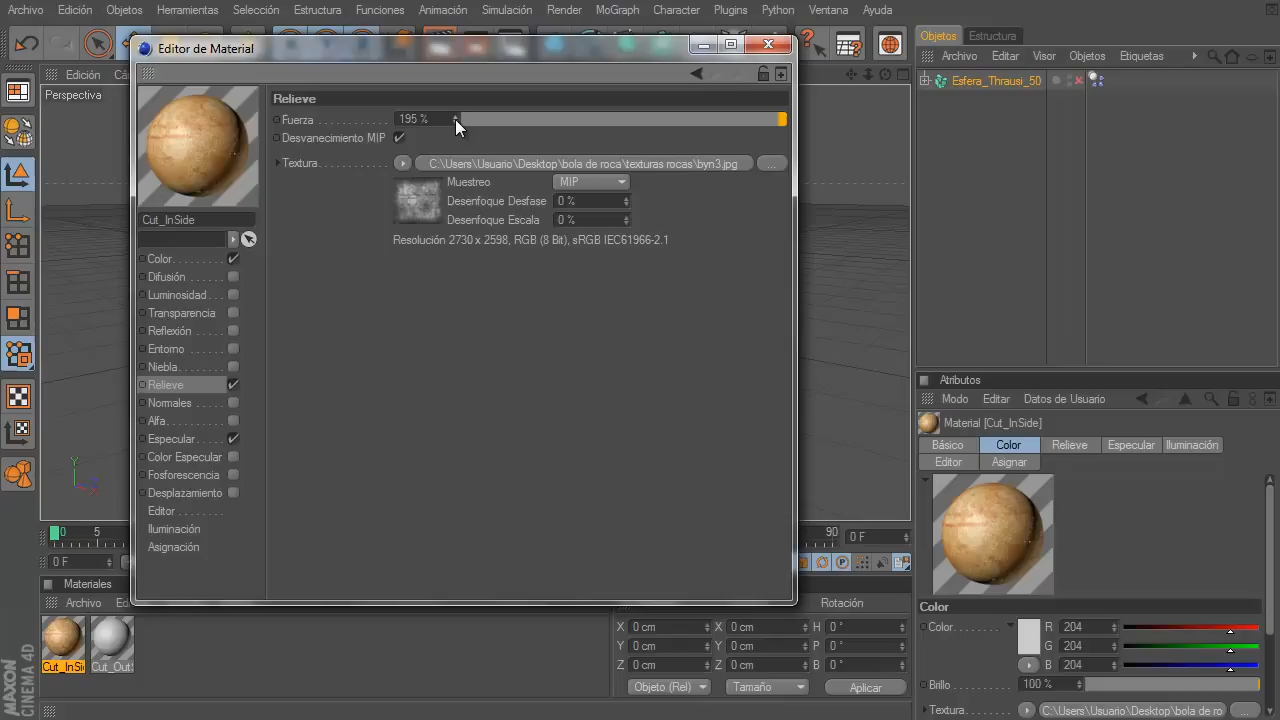 Archivo Edición Objetos Herramientas Selección Estructura Funciones Animación Simulación Render MoGraph Character Plugins Python Ventana Ayuda
Editor de Material
Objetos Estructura
Archivo Editar Visor Objetos Etiquetas
Edición
Perspectiva
Esfera_Thrausi_50
Relieve
Fuerza 195 %
Desvanecimiento MIP
Textura C:\Users\Usuario\Desktop\bola de roca\texturas rocas\byn3.jpg ...
Muestreo MIP
Desenfoque Desfase 0 %
Desenfoque Escala 0 %
Resolución 2730 x 2598, RGB (8 Bit), sRGB IEC61966-2.1
Cut_InSide
Color
Difusión
Luminosidad
Transparencia
Reflexión
Entorno
Niebla
Relieve
Normales
Alfa
Especular
Color Especular
Fosforescencia
Desplazamiento
Editor
Iluminación
Asignación
Y
0 5 90 0 F
0 F
Materiales
Archivo
Cut_InSi Cut_OutS
Rotación
X 0 cm X 0 cm H 0 °
Y 0 cm Y 0 cm P 0 °
Z 0 cm Z 0 cm B 0 °
Objeto (Rel) Tamaño Aplicar
Atributos
Modo Editar Datos de Usuario
Material [Cut_InSide]
Básico Color Relieve Especular Iluminación
Editor Asignar
Color
Color R 204
G 204
B 204
Brillo 100 %
Textura C:\Users\Usuario\Desktop\bola de ro ...
MAXON
CINEMA 4D